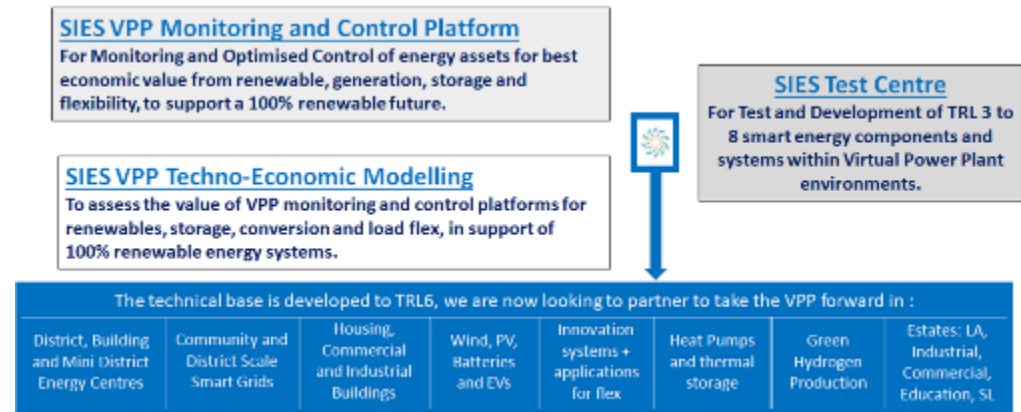 SIES VPP Monitoring and Control Platform
For Monitoring and Optimised Control of energy assets for best
economic value from renewable, generation, storage and
flexibility, to support a 100% renewable future.
SIES Test Centre
For Test and Development of TRL 3 to
8 smart energy components and
systems within Virtual Power Plant
environments.
SIES VPP Techno-Economic Modelling
To assess the value of VPP monitoring and control platforms for
renewables, storage, conversion and load flex, in support of
100% renewable energy systems.
The technical base is developed to TRL6, we are now looking to partner to take the VPP forward in :
District, Building
and Mini District
Energy Centres
Community and
District Scale
Smart Grids
Housing,
Commercial
and Industrial
Buildings
Wind, PV,
Batteries
and EVs
Innovation
systems +
applications
for flex
Heat Pumps
and thermal
storage
Green
Hydrogen
Production
Estates: LA,
Industrial,
Commercial,
Education, SL